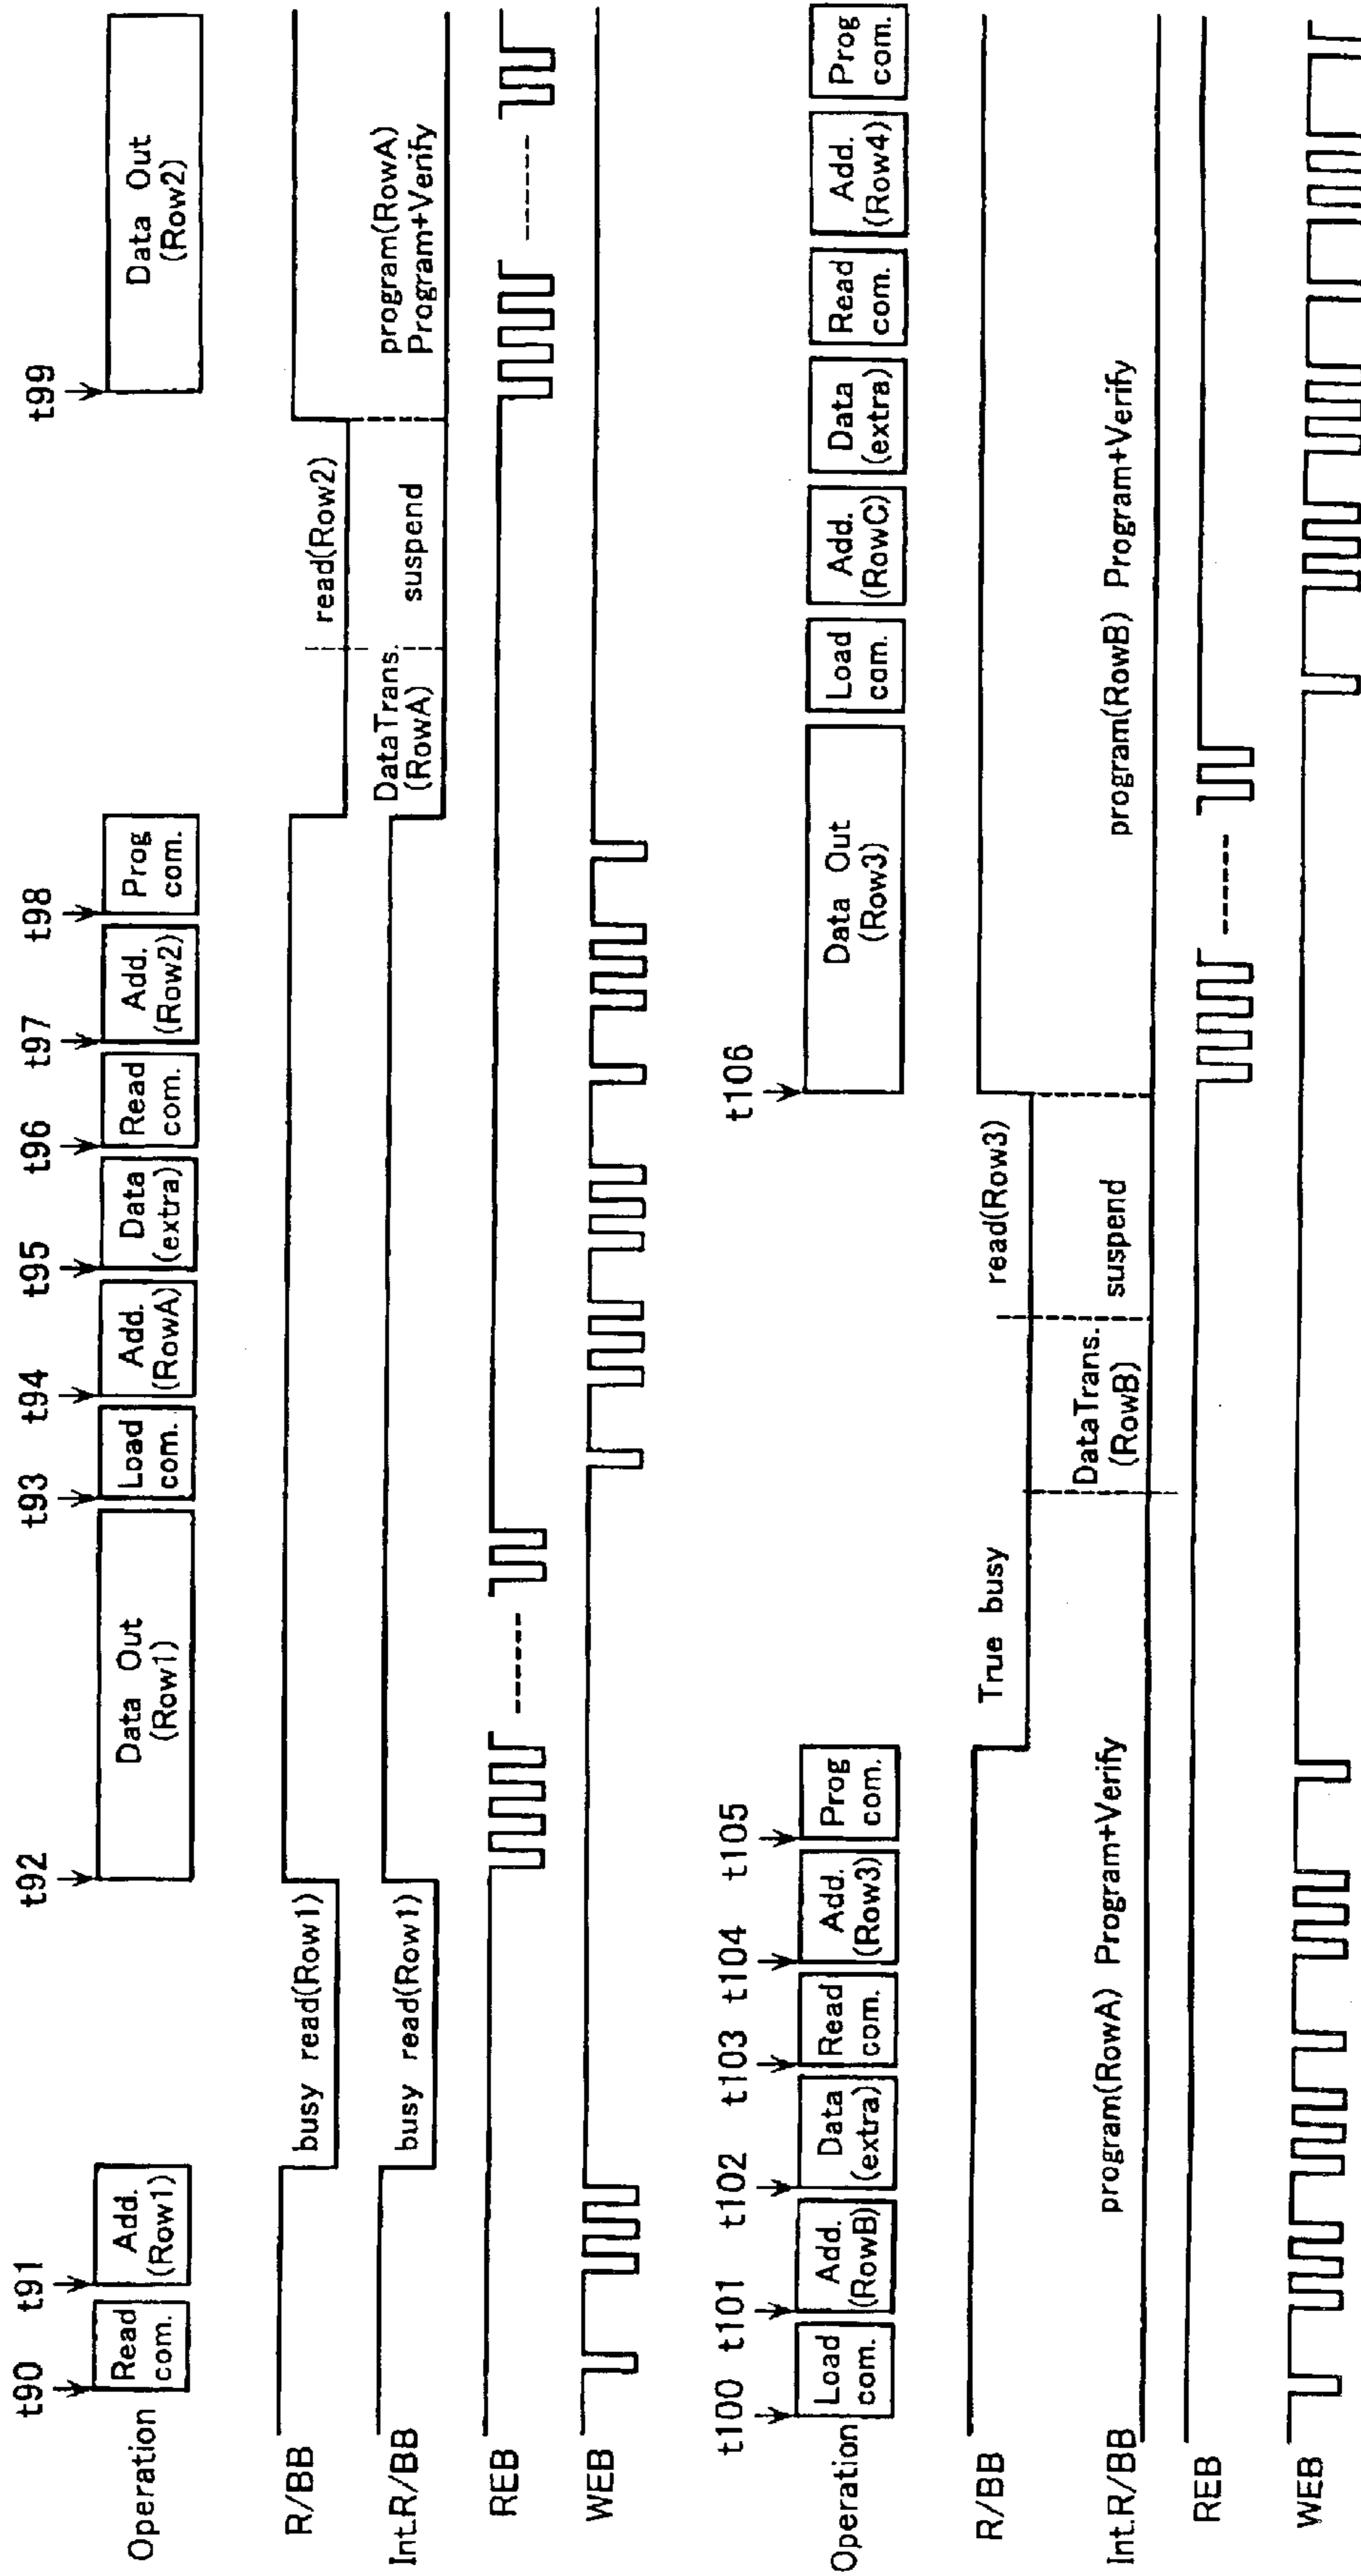 t90 t91 t92 t93 t94 t95 t96 t97 t98 t99
Operation
Read com.
Add. (Row1)
Data Out (Row1)
Load com.
Add. (RowA)
Data (extra)
Read com.
Add. (Row2)
Prog com.
Data Out (Row2)
R/BB
busy read(Row1)
read(Row2)
Int.R/BB
busy read(Row1)
DataTrans. (RowA)
suspend
program(RowA)
Program+Verify
REB
WEB
t100 t101 t102 t103 t104 t105 t106
Operation
Load com.
Add. (RowB)
Data (extra)
Read com.
Add. (Row3)
Prog com.
Data Out (Row3)
Load com.
Add. (RowC)
Data (extra)
Read com.
Add. (Row4)
Prog com.
R/BB
True busy
read(Row3)
Int.R/BB
program(RowA) Program+Verify
DataTrans. (RowB)
suspend
program(RowB) Program+Verify
REB
WEB